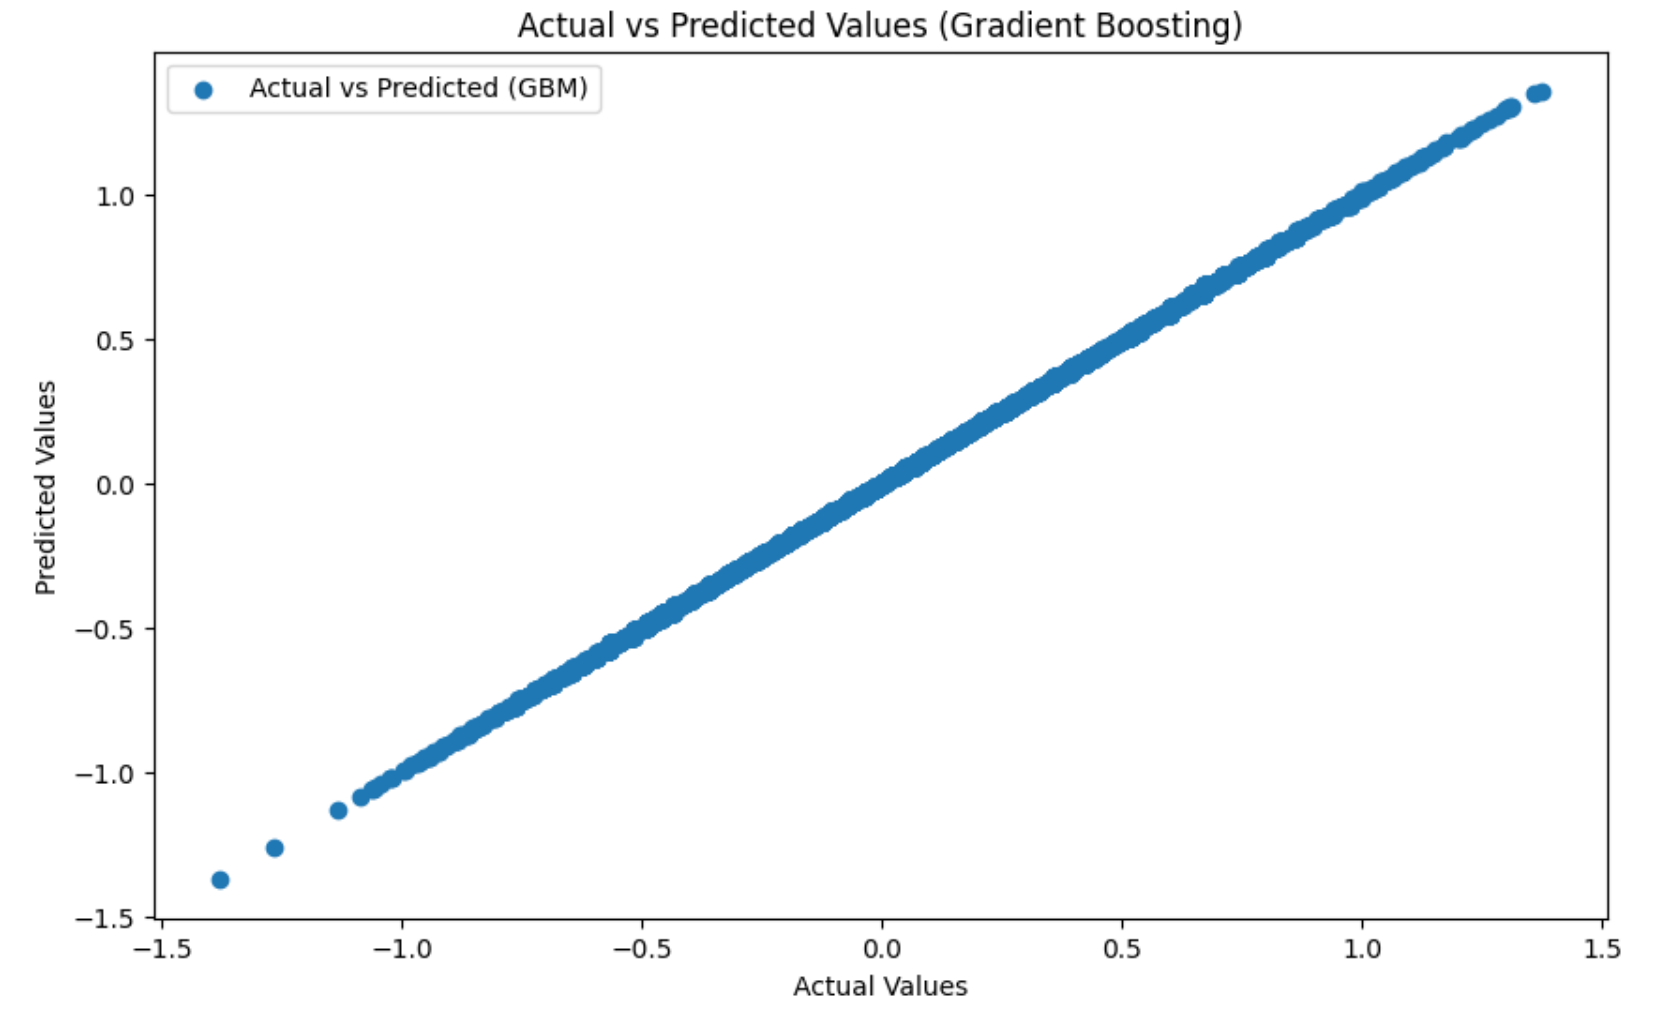 Actual vs Predicted Values (Gradient Boosting)
Actual vs Predicted (GBM)
1.0
0.5
0.0
−0.5
−1.0
−1.5
Predicted Values
−1.5 −1.0 −0.5 0.0 0.5 1.0 1.5
Actual Values